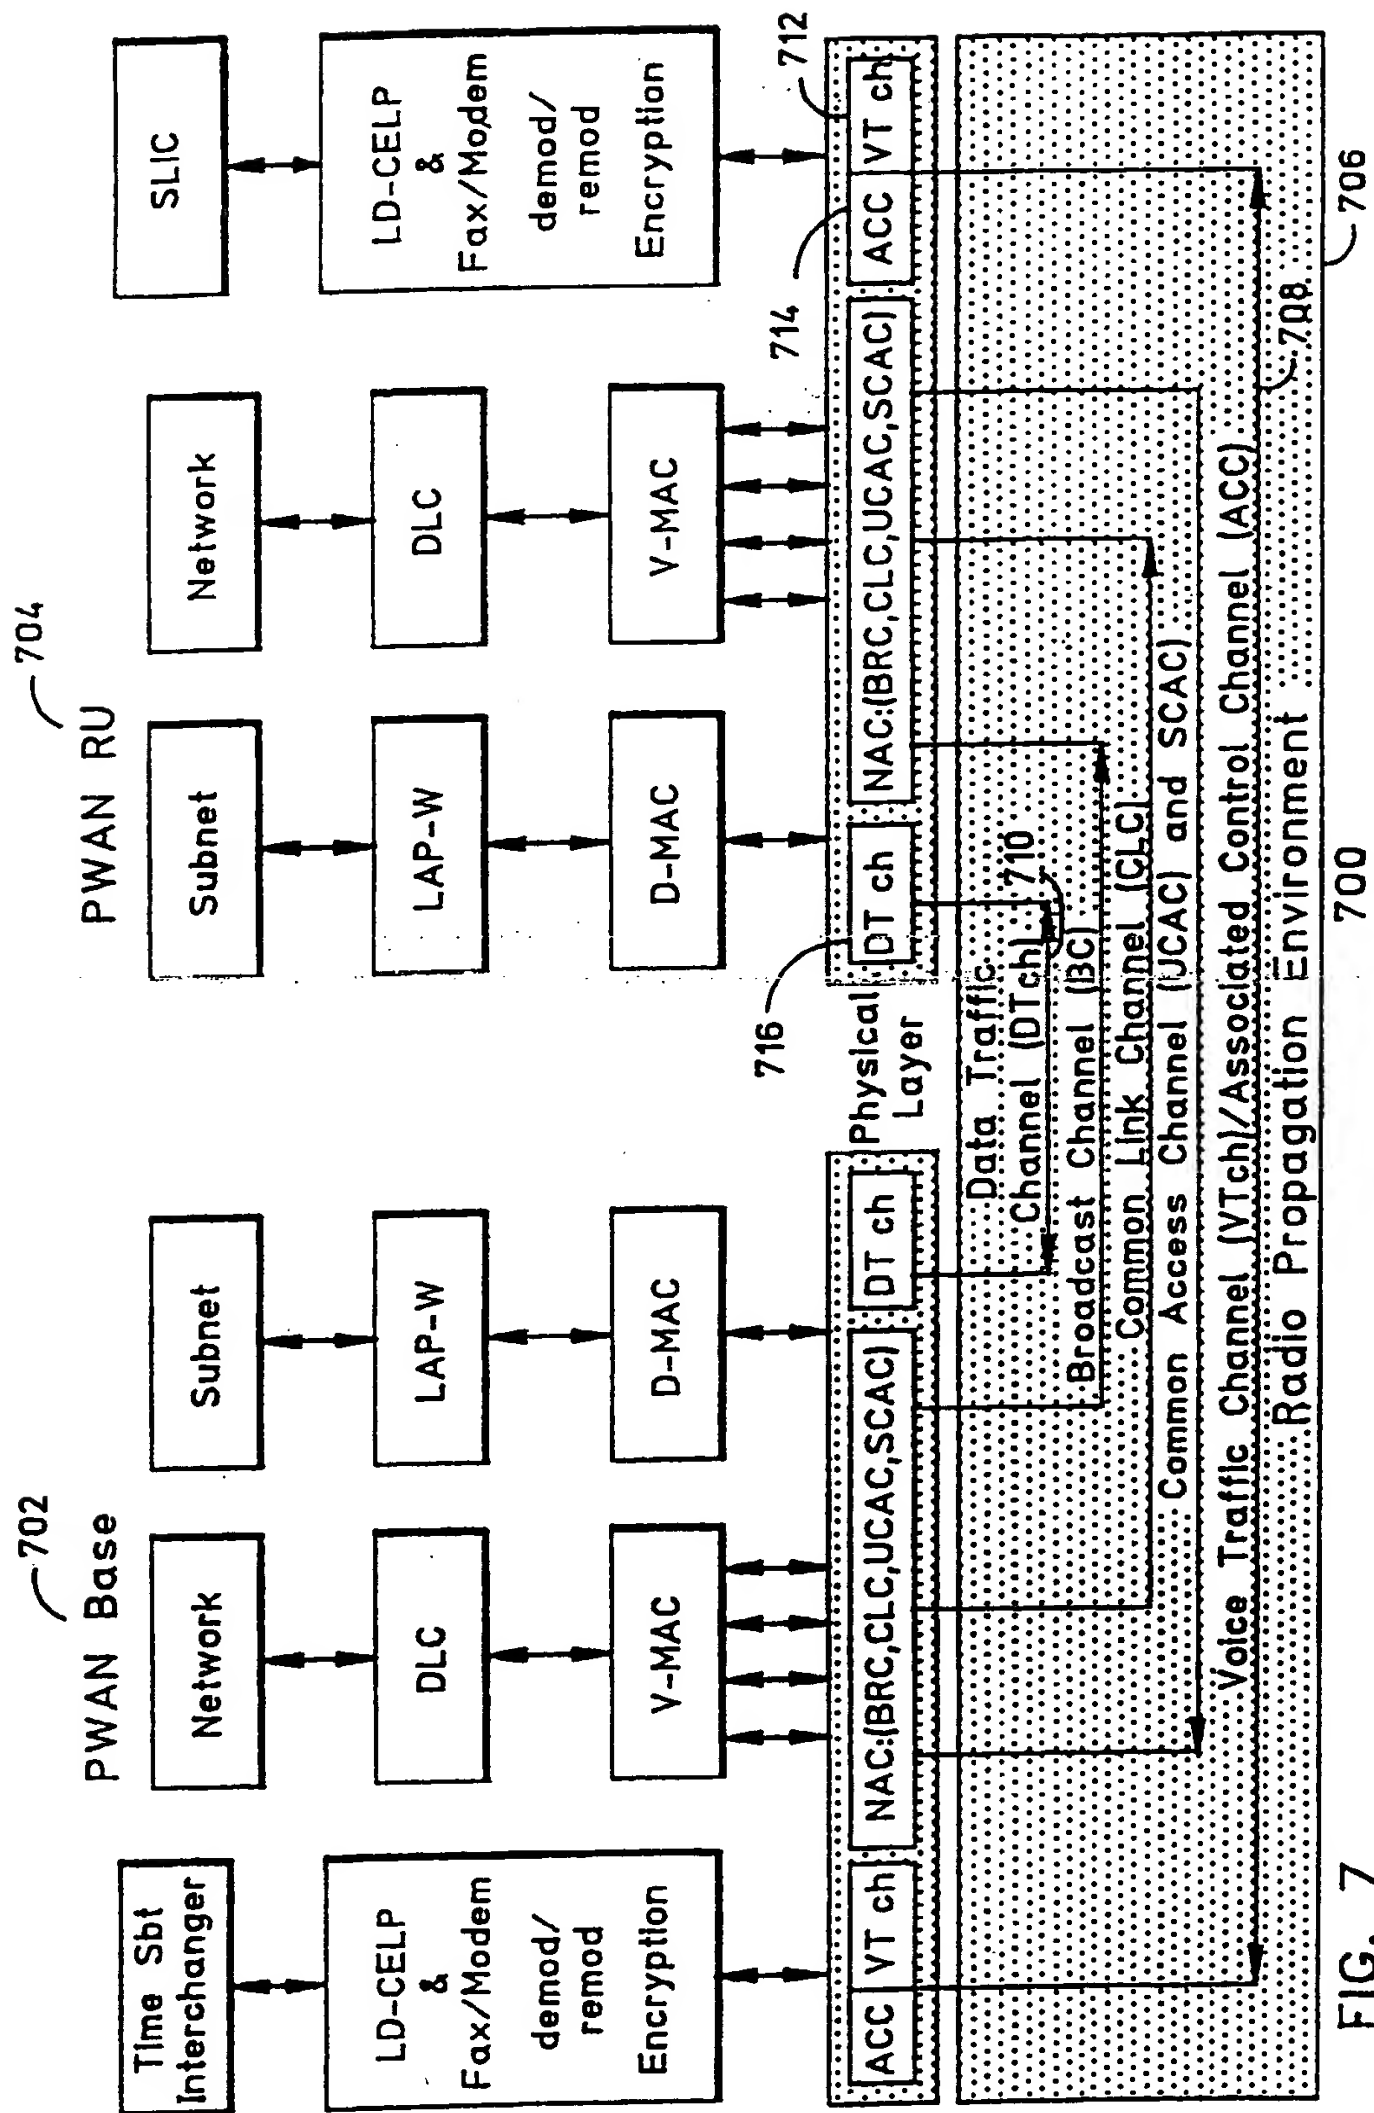 PWAN Base
702
PWAN RU
704
Time Sbt
Interchanger
Network
Subnet
Subnet
Network
SLIC
LD-CELP
&
Fax/Modem
demod/
remod
Encryption
DLC
LAP-W
LAP-W
DLC
LD-CELP
&
Fax/Modem
demod/
remod
Encryption
V-MAC
D-MAC
D-MAC
V-MAC
716
714
712
ACC
VT ch
NAC:(BRC,CLC,UCAC,SCAC)
DT ch
Physical
Layer
DT ch
NAC:(BRC,CLC,UCAC,SCAC)
ACC
VT ch
Data Traffic
Channel (DTch)
710
Broadcast Channel (BC)
Common Link Channel (CLC)
Common Access Channel (UCAC) and SCAC)
Voice Traffic Channel (VTch)/Associated Control Channel (ACC)
708
Radio Propagation Environment
706
FIG. 7
700